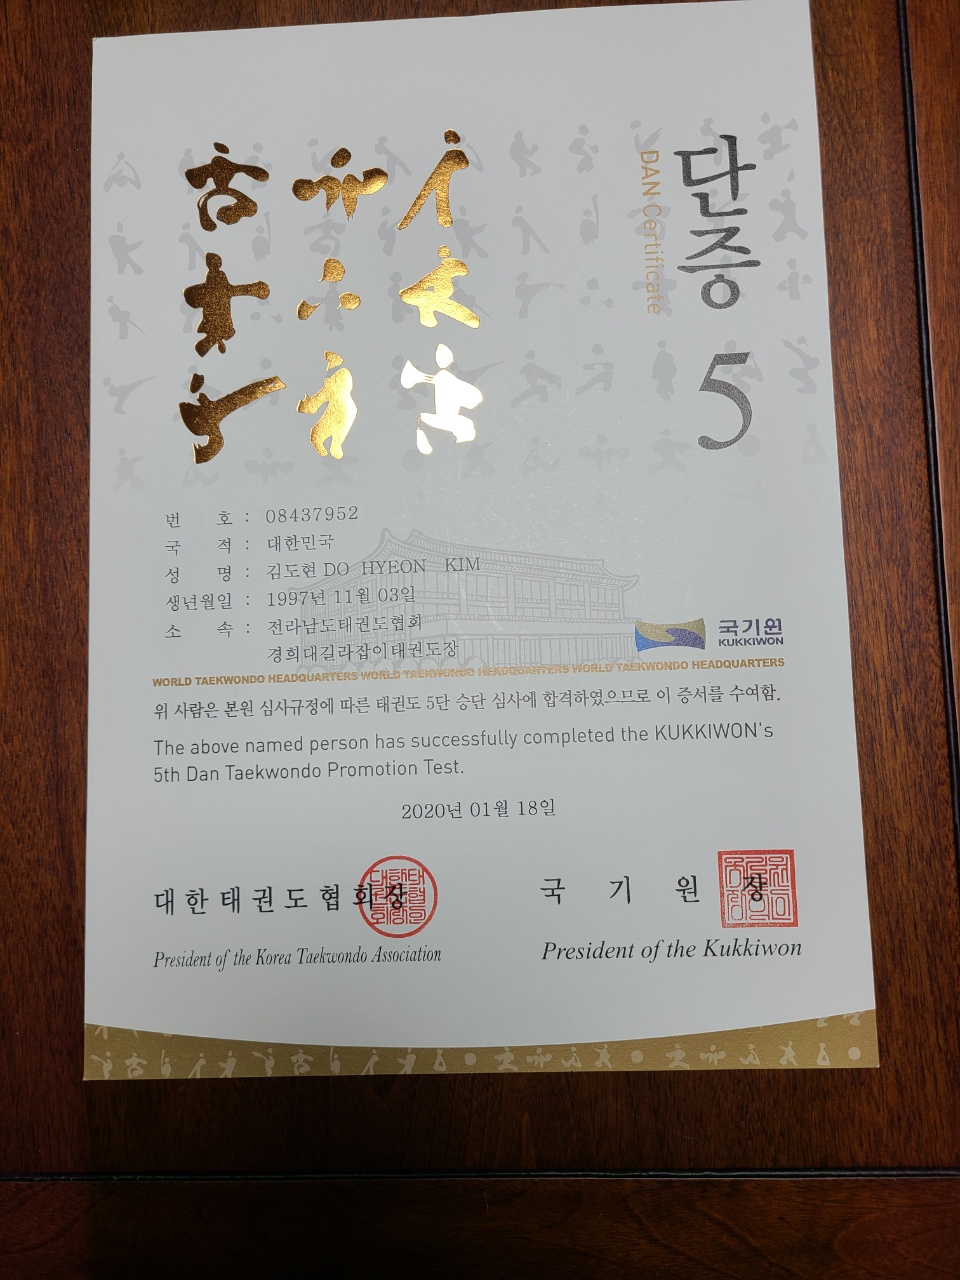 단증
DAN Certificate
5
번 호 : 08437952
국 적 : 대한민국
성 명 : 김도현 DO HYEON KIM
생년월일 : 1997년 11월 03일
소 속 : 전라남도태권도협회
경희대길라잡이태권도장
국기원
KUKKIWON
WORLD TAEKWONDO HEADQUARTERS WORLD TAEKWONDO HEADQUARTERS WORLD TAEKWONDO HEADQUARTERS
위 사람은 본원 심사규정에 따른 태권도 5단 승단 심사에 합격하였으므로 이 증서를 수여함.
The above named person has successfully completed the KUKKIWON's
5th Dan Taekwondo Promotion Test.
2020년 01월 18일
대한태권도협회장
President of the Korea Taekwondo Association
국 기 원 장
President of the Kukkiwon